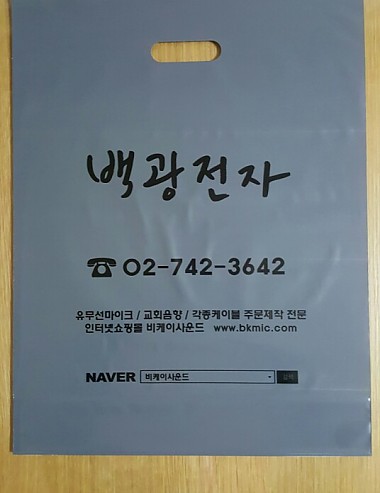 백광전자
☎ 02-742-3642
유무선마이크 / 교회음향 / 각종케이블 주문제작 전문
인터넷쇼핑몰 비케이사운드 www.bkmic.com
NAVER 비케이사운드 검색